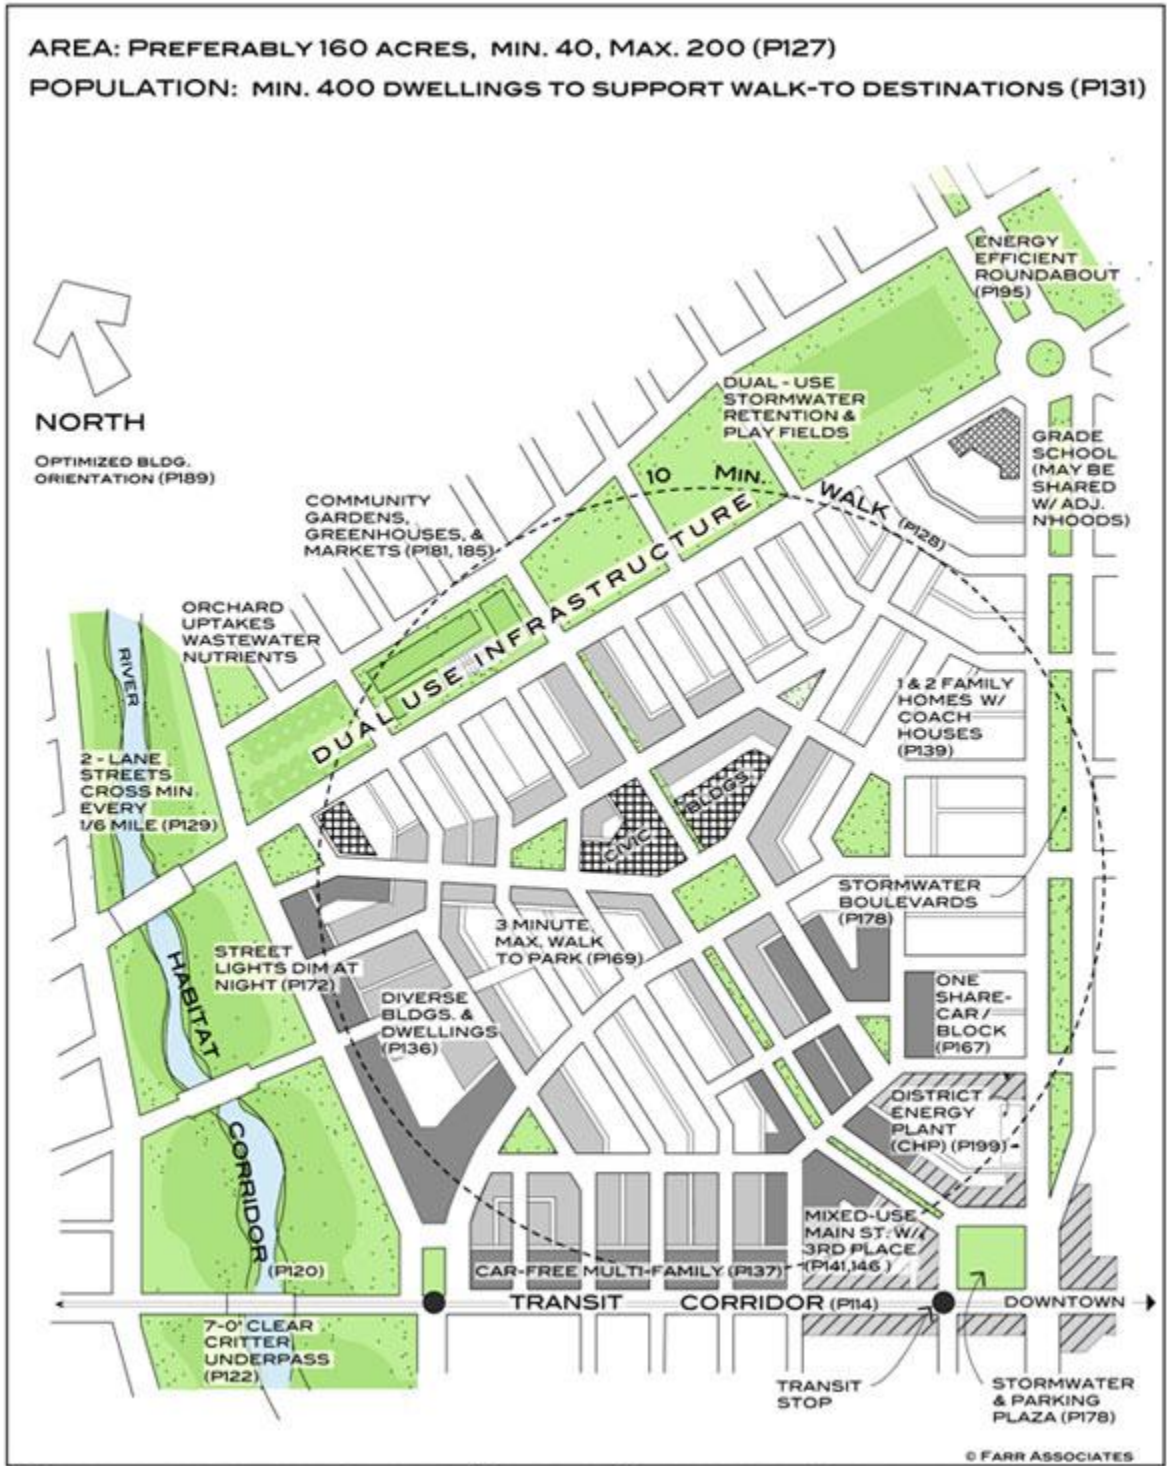 AREA: PREFERABLY 160 ACRES, MIN. 40, MAX. 200 (P127)
POPULATION: MIN. 400 DWELLINGS TO SUPPORT WALK-TO DESTINATIONS (P131)
ENERGY
EFFICIENT
ROUNDABOUT
(P195)
NORTH
OPTIMIZED BLDG.
ORIENTATION (P189)
DUAL - USE
STORMWATER
RETENTION &
PLAY FIELDS
GRADE
SCHOOL
(MAY BE
SHARED
W/ ADJ.
N'HOODS)
10 MIN. WALK (P128)
COMMUNITY
GARDENS,
GREENHOUSES, &
MARKETS (P181, 185)
DUAL USE INFRASTRUCTURE
ORCHARD
UPTAKES
WASTEWATER
NUTRIENTS
RIVER
1 & 2 FAMILY
HOMES W/
COACH
HOUSES
(P139)
2 - LANE
STREETS
CROSS MIN.
EVERY
1/6 MILE (P129)
CIVIC BLDGS.
STORMWATER
BOULEVARDS
(P178)
3 MINUTE
MAX. WALK
TO PARK (P169)
STREET
LIGHTS DIM AT
NIGHT (P172)
HABITAT CORRIDOR (P120)
DIVERSE
BLDGS. &
DWELLINGS
(P136)
ONE
SHARE-
CAR /
BLOCK
(P167)
DISTRICT
ENERGY
PLANT
(CHP) (P199)
MIXED-USE
MAIN ST. W/
3RD PLACE
(P141,146 )
CAR-FREE MULTI-FAMILY (P137)
TRANSIT CORRIDOR (P114)
DOWNTOWN
7-0' CLEAR
CRITTER
UNDERPASS
(P122)
TRANSIT
STOP
STORMWATER
& PARKING
PLAZA (P178)
© FARR ASSOCIATES